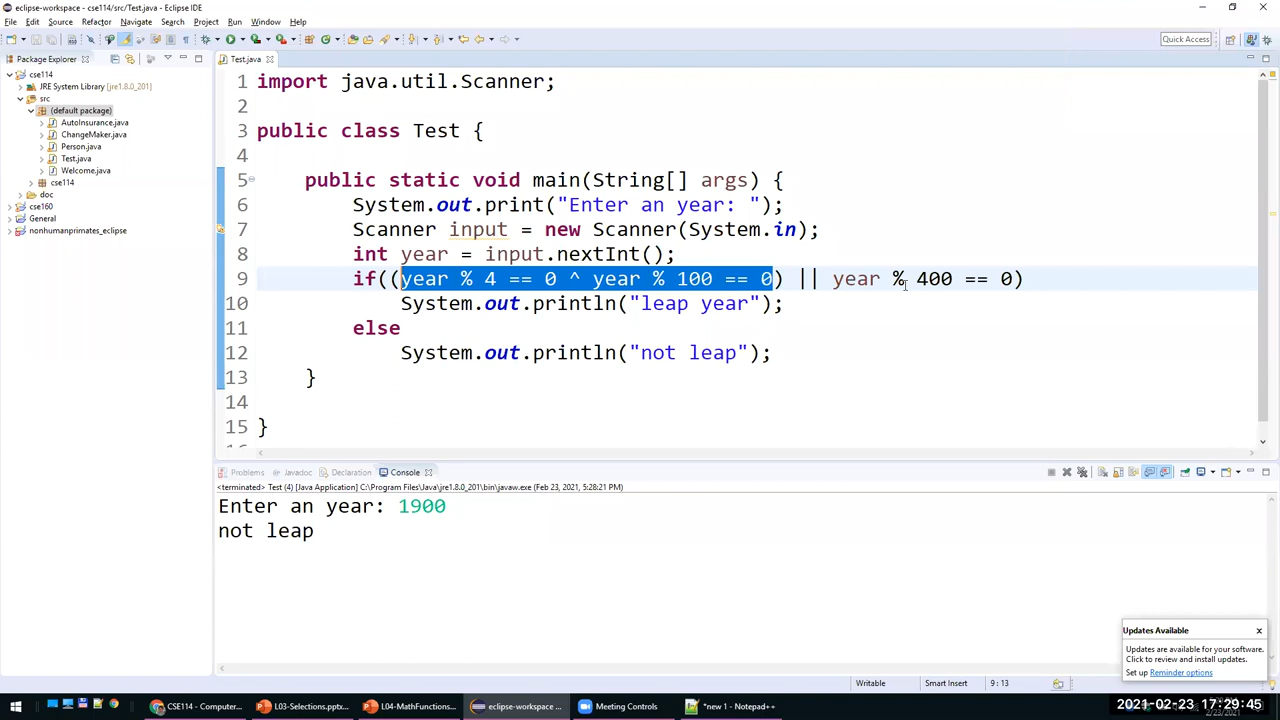 eclipse-workspace - cse114/src/Test.java - Eclipse IDE
File Edit Source Refactor Navigate Search Project Run Window Help
Quick Access
Package Explorer
Test.java
cse114
JRE System Library [jre1.8.0_201]
src
(default package)
AutoInsurance.java
ChangeMaker.java
Person.java
Test.java
Welcome.java
cse114
doc
cse160
General
nonhumanprimates_eclipse
1 import java.util.Scanner;
2
3 public class Test {
4
5 public static void main(String[] args) {
6 System.out.print("Enter an year: ");
7 Scanner input = new Scanner(System.in);
8 int year = input.nextInt();
9 if((year % 4 == 0 ^ year % 100 == 0) || year % 400 == 0)
10 System.out.println("leap year");
11 else
12 System.out.println("not leap");
13 }
14
15 }
Problems Javadoc Declaration Console
<terminated> Test (4) [Java Application] C:\Program Files\Java\jre1.8.0_201\bin\javaw.exe (Feb 23, 2021, 5:28:21 PM)
Enter an year: 1900
not leap
Updates Available
Updates are available for your software.
Click to review and install updates.
Set up Reminder options
Writable Smart Insert 9 : 13
CSE114 - Computer... L03-Selections.pptx... L04-MathFunctions... eclipse-workspace ... Meeting Controls *new 1 - Notepad++
2021-02-23 17:29:45